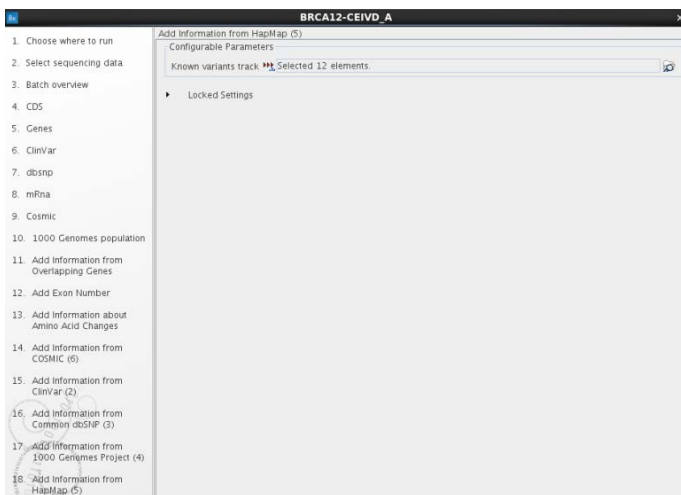 BRCA12-CEIVD_A
1. Choose where to run
2. Select sequencing data
3. Batch overview
4. CDS
5. Genes
6. ClinVar
7. dbsnp
8. mRna
9. Cosmic
10. 1000 Genomes population
11. Add Information from
Overlapping Genes
12. Add Exon Number
13. Add Information about
Amino Acid Changes
14. Add Information from
COSMIC (6)
15. Add Information from
ClinVar (2)
16. Add Information from
Common dbSNP (3)
17. Add Information from
1000 Genomes Project (4)
18. Add Information from
HapMap (5)
Add Information from HapMap (5)
Configurable Parameters
Known variants track Selected 12 elements.
Locked Settings